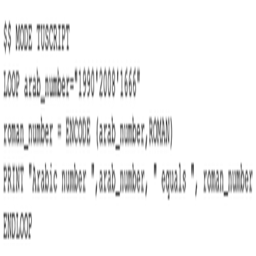 $$ MODE TUSCRIPT
LOOP arab_number="1990'2008'1666"
roman_number = ENCODE (arab_number,ROMAN)
PRINT "Arabic number ",arab_number, " equals ", roman_number
ENDLOOP